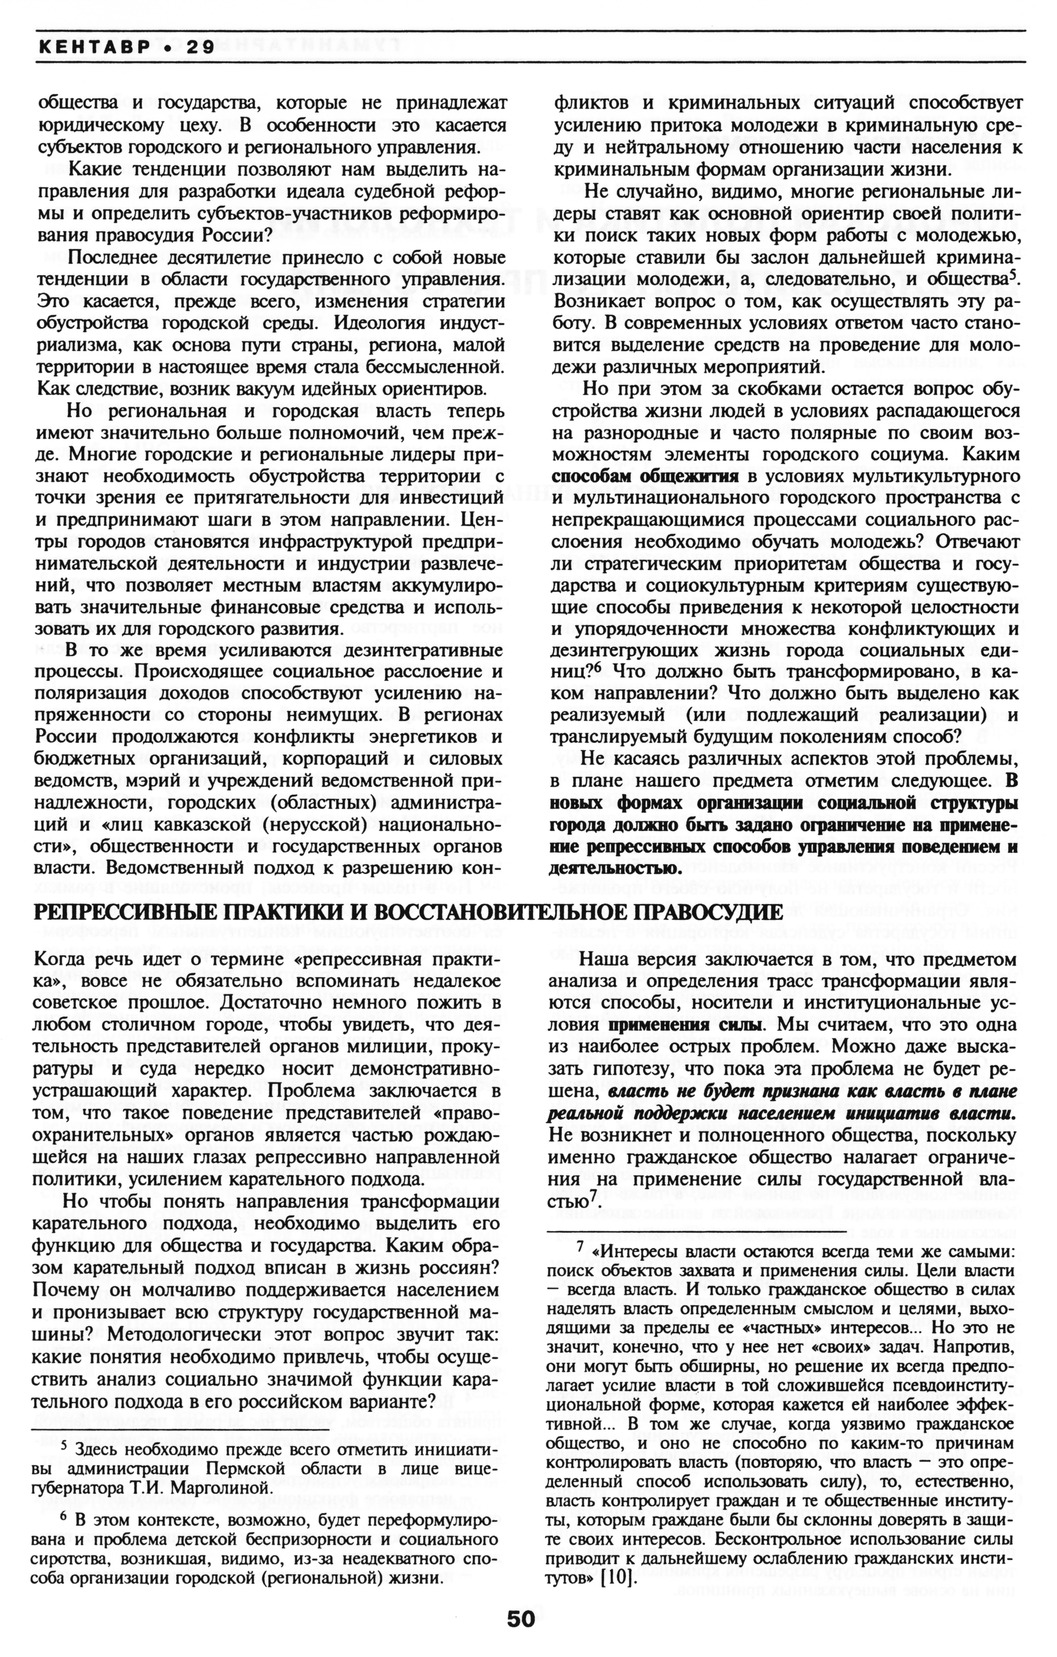 КЕНТАВР • 29
общества и государства, которые не принадлежат
юридическому цеху. В особенности это касается
субъектов городского и регионального управления.
Какие тенденции позволяют нам выделить на-
правления для разработки идеала судебной рефор-
мы и определить субъектов-участников реформиро-
вания правосудия России?
Последнее десятилетие принесло с собой новые
тенденции в области государственного управления.
Это касается, прежде всего, изменения стратегии
обустройства городской среды. Идеология индуст-
риализма, как основа пути страны, региона, малой
территории в настоящее время стала бессмысленной.
Как следствие, возник вакуум идейных ориентиров.
Но региональная и городская власть теперь
имеют значительно больше полномочий, чем преж-
де. Многие городские и региональные лидеры при-
знают необходимость обустройства территории с
точки зрения ее притягательности для инвестиций
и предпринимают шаги в этом направлении. Цен-
тры городов становятся инфраструктурой предпри-
нимательской деятельности и индустрии развлече-
ний, что позволяет местным властям аккумулиро-
вать значительные финансовые средства и исполь-
зовать их для городского развития.
В то же время усиливаются дезинтегративные
процессы. Происходящее социальное расслоение и
поляризация доходов способствуют усилению на-
пряженности со стороны неимущих. В регионах
России продолжаются конфликты энергетиков и
бюджетных организаций, корпораций и силовых
ведомств, мэрий и учреждений ведомственной при-
надлежности, городских (областных) администра-
ций и «лиц кавказской (нерусской) национально-
сти», общественности и государственных органов
власти. Ведомственный подход к разрешению кон-
фликтов и криминальных ситуаций способствует
усилению притока молодежи в криминальную сре-
ду и нейтральному отношению части населения к
криминальным формам организации жизни.
Не случайно, видимо, многие региональные ли-
деры ставят как основной ориентир своей полити-
ки поиск таких новых форм работы с молодежью,
которые ставили бы заслон дальнейшей кримина-
лизации молодежи, а, следовательно, и общества⁵.
Возникает вопрос о том, как осуществлять эту ра-
боту. В современных условиях ответом часто стано-
вится выделение средств на проведение для моло-
дежи различных мероприятий.
Но при этом за скобками остается вопрос обу-
стройства жизни людей в условиях распадающегося
на разнородные и часто полярные по своим воз-
можностям элементы городского социума. Каким
способам общежития в условиях мультикультурного
и мультинационального городского пространства с
непрекращающимися процессами социального рас-
слоения необходимо обучать молодежь? Отвечают
ли стратегическим приоритетам общества и госу-
дарства и социокультурным критериям существую-
щие способы приведения к некоторой целостности
и упорядоченности множества конфликтующих и
дезинтегрующих жизнь города социальных еди-
ниц?⁶ Что должно быть трансформировано, в ка-
ком направлении? Что должно быть выделено как
реализуемый (или подлежащий реализации) и
транслируемый будущим поколениям способ?
Не касаясь различных аспектов этой проблемы,
в плане нашего предмета отметим следующее. В
новых формах организации социальной структуры
города должно быть задано ограничение на примене-
ние репрессивных способов управления поведением и
деятельностью.
РЕПРЕССИВНЫЕ ПРАКТИКИ И ВОССТАНОВИТЕЛЬНОЕ ПРАВОСУДИЕ
Когда речь идет о термине «репрессивная практи-
ка», вовсе не обязательно вспоминать недалекое
советское прошлое. Достаточно немного пожить в
любом столичном городе, чтобы увидеть, что дея-
тельность представителей органов милиции, проку-
ратуры и суда нередко носит демонстративно-
устрашающий характер. Проблема заключается в
том, что такое поведение представителей «право-
охранительных» органов является частью рождаю-
щейся на наших глазах репрессивно направленной
политики, усилением карательного подхода.
Но чтобы понять направления трансформации
карательного подхода, необходимо выделить его
функцию для общества и государства. Каким обра-
зом карательный подход вписан в жизнь россиян?
Почему он молчаливо поддерживается населением
и пронизывает всю структуру государственной ма-
шины? Методологически этот вопрос звучит так:
какие понятия необходимо привлечь, чтобы осуще-
ствить анализ социально значимой функции кара-
тельного подхода в его российском варианте?
⁵ Здесь необходимо прежде всего отметить инициати-
вы администрации Пермской области в лице вице-
губернатора Т.И. Марголиной.
⁶ В этом контексте, возможно, будет переформулиро-
вана и проблема детской беспризорности и социального
сиротства, возникшая, видимо, из-за неадекватного спо-
соба организации городской (региональной) жизни.
Наша версия заключается в том, что предметом
анализа и определения трасс трансформации явля-
ются способы, носители и институциональные ус-
ловия применения силы. Мы считаем, что это одна
из наиболее острых проблем. Можно даже выска-
зать гипотезу, что пока эта проблема не будет ре-
шена, власть не будет признана как власть в плане
реальной поддержки населением инициатив власти.
Не возникнет и полноценного общества, поскольку
именно гражданское общество налагает ограниче-
ния на применение силы государственной вла-
стью⁷.
⁷ «Интересы власти остаются всегда теми же самыми:
поиск объектов захвата и применения силы. Цели власти
– всегда власть. И только гражданское общество в силах
наделять власть определенным смыслом и целями, выхо-
дящими за пределы ее «частных» интересов... Но это не
значит, конечно, что у нее нет «своих» задач. Напротив,
они могут быть обширны, но решение их всегда предпо-
лагает усилие власти в той сложившейся псевдоинститу-
циональной форме, которая кажется ей наиболее эффек-
тивной... В том же случае, когда уязвимо гражданское
общество, и оно не способно по каким-то причинам
контролировать власть (повторяю, что власть – это опре-
деленный способ использовать силу), то, естественно,
власть контролирует граждан и те общественные институ-
ты, которым граждане были бы склонны доверять в защи-
те своих интересов. Бесконтрольное использование силы
приводит к дальнейшему ослаблению гражданских инсти-
тутов» [10].
50